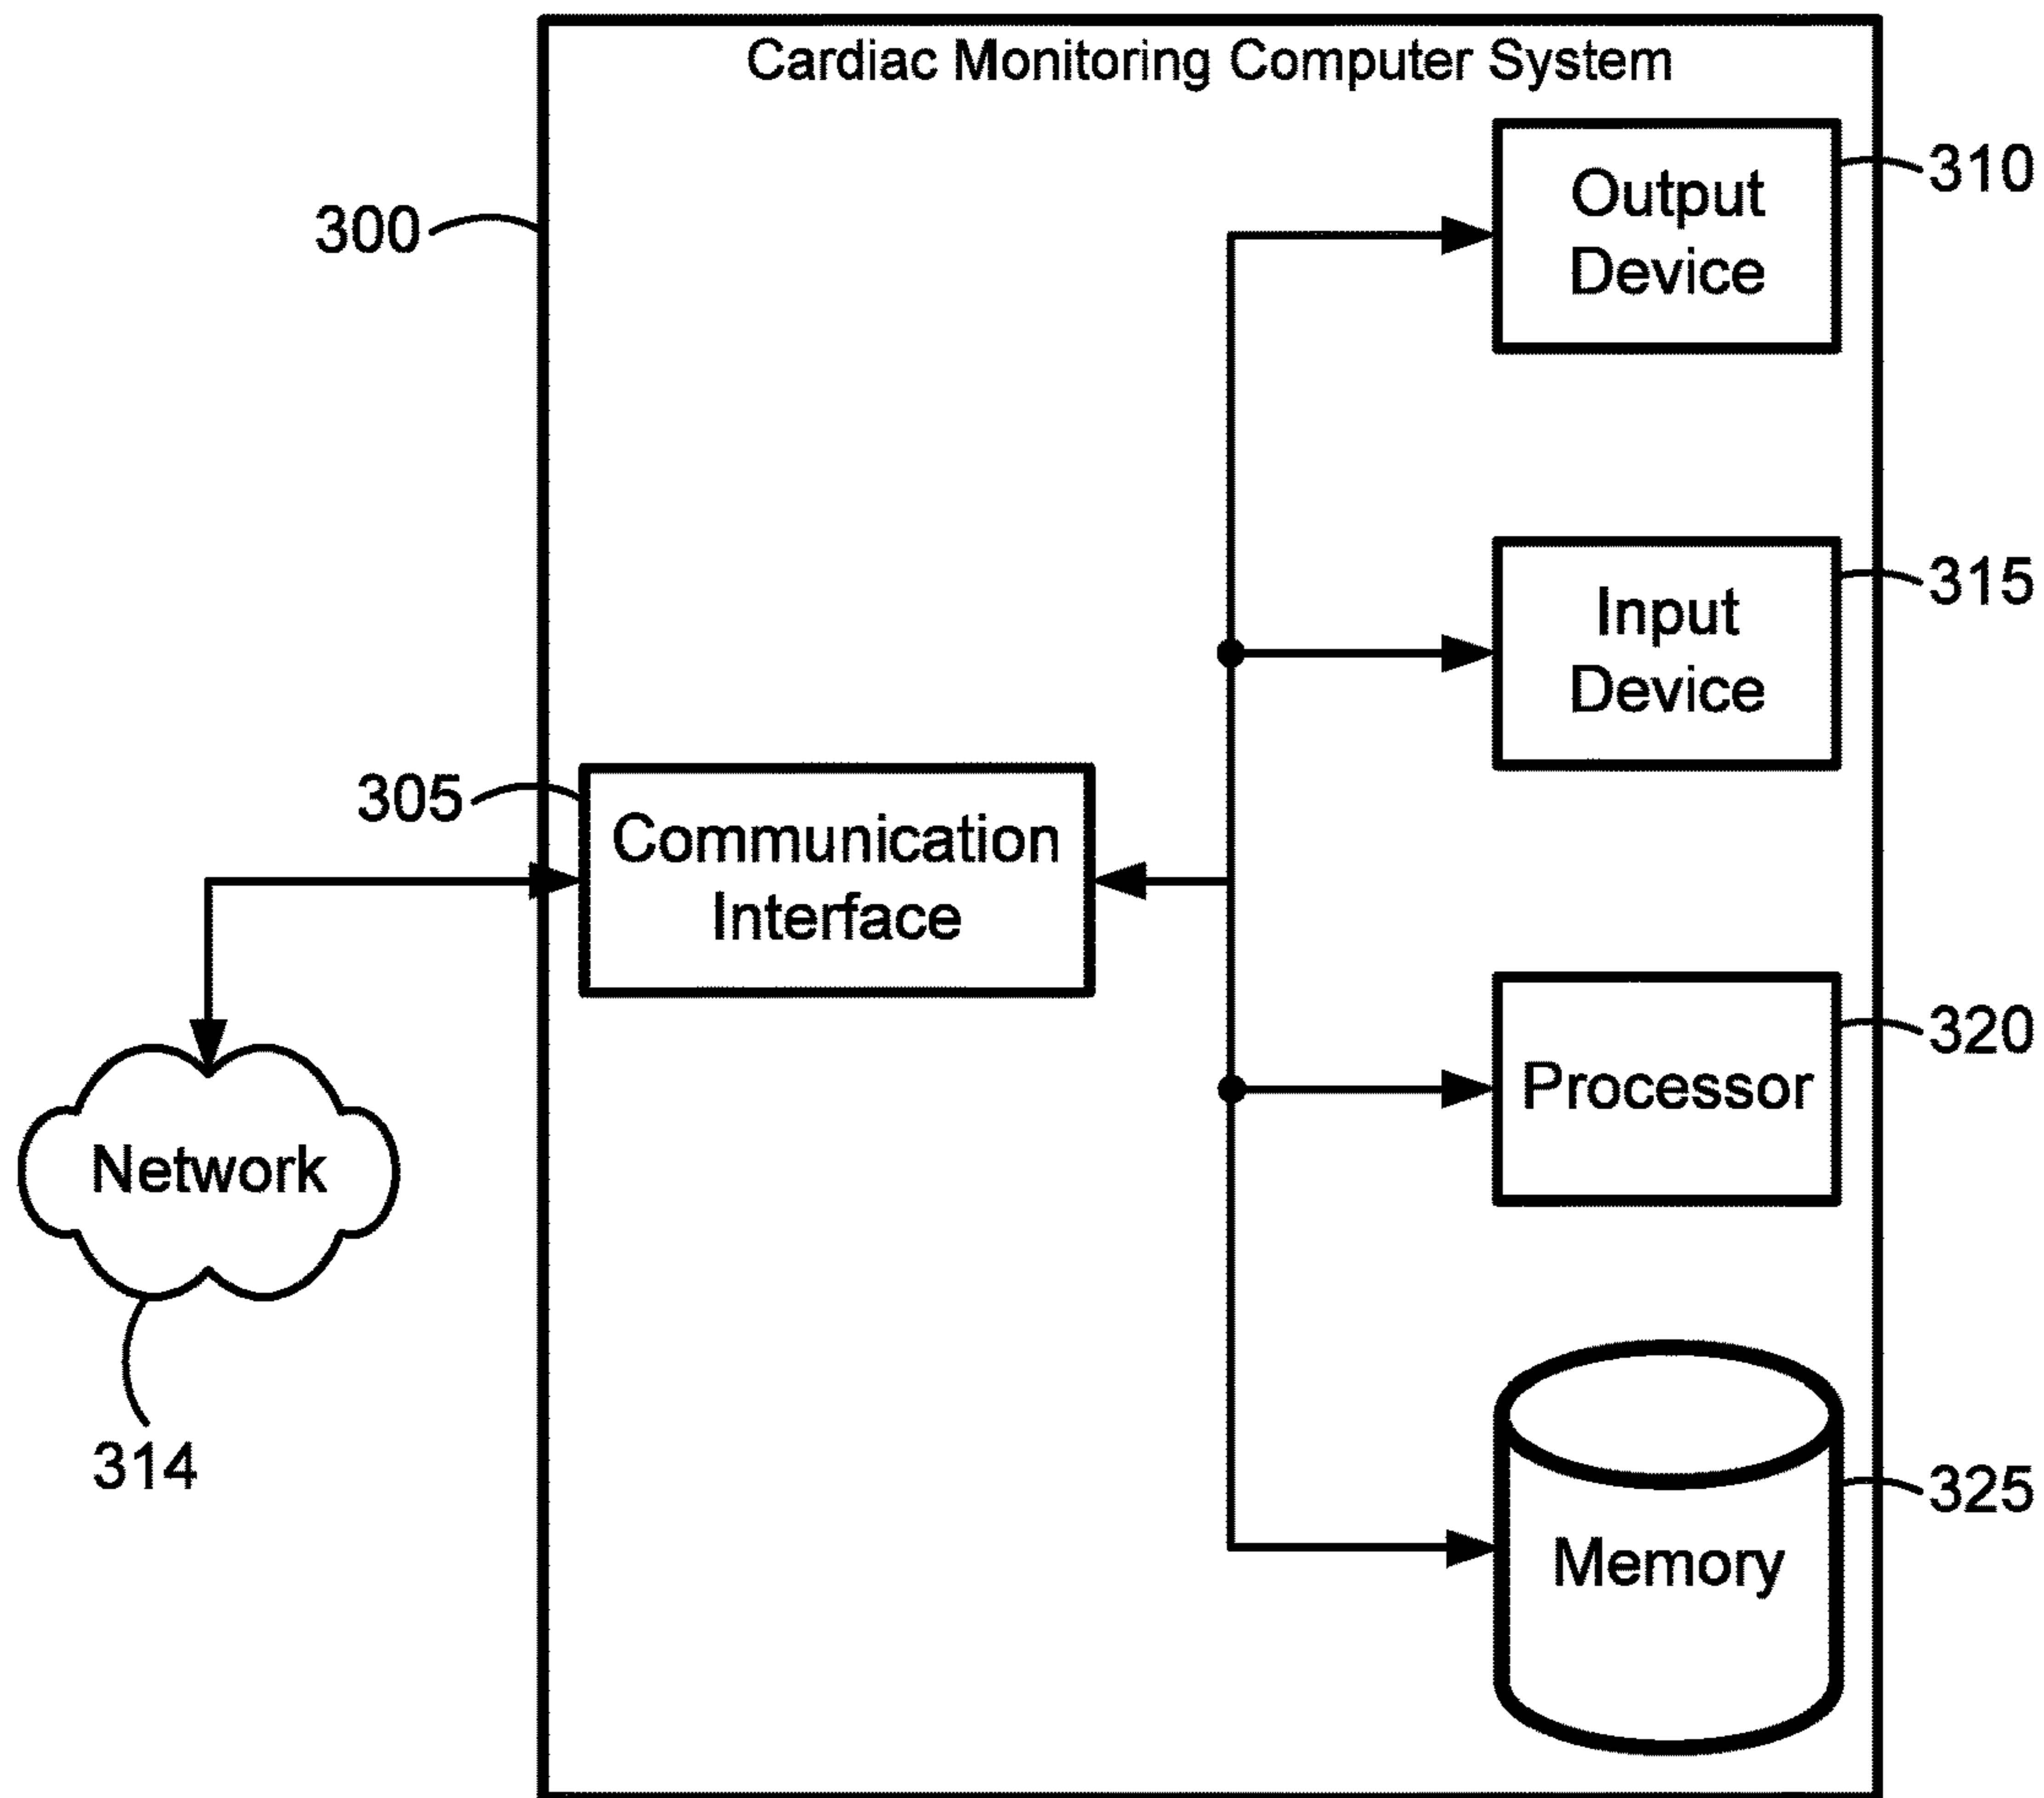 Cardiac Monitoring Computer System
310
Output
Device
300
315
Input
Device
305
Communication
Interface
320
Processor
Network
314
325
Memory